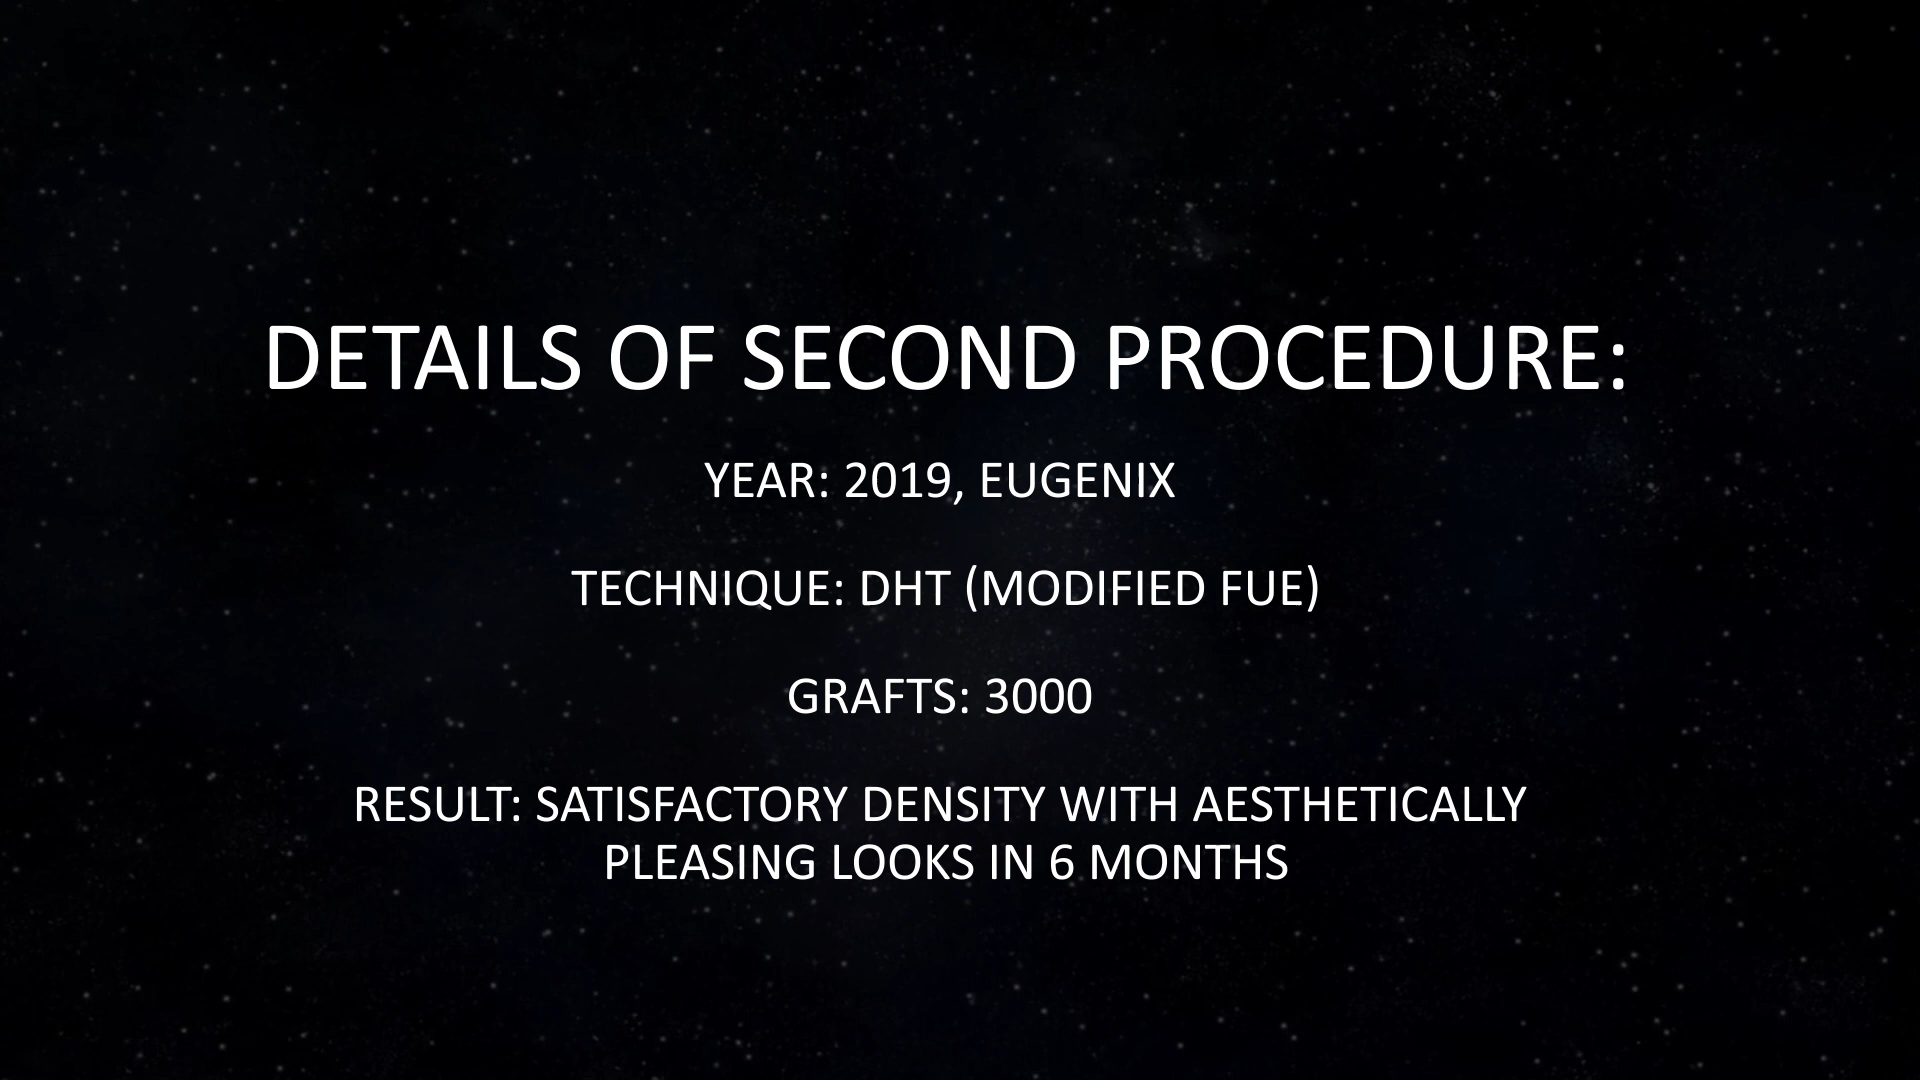 DETAILS OF SECOND PROCEDURE:
YEAR: 2019, EUGENIX
TECHNIQUE: DHT (MODIFIED FUE)
GRAFTS: 3000
RESULT: SATISFACTORY DENSITY WITH AESTHETICALLY
PLEASING LOOKS IN 6 MONTHS